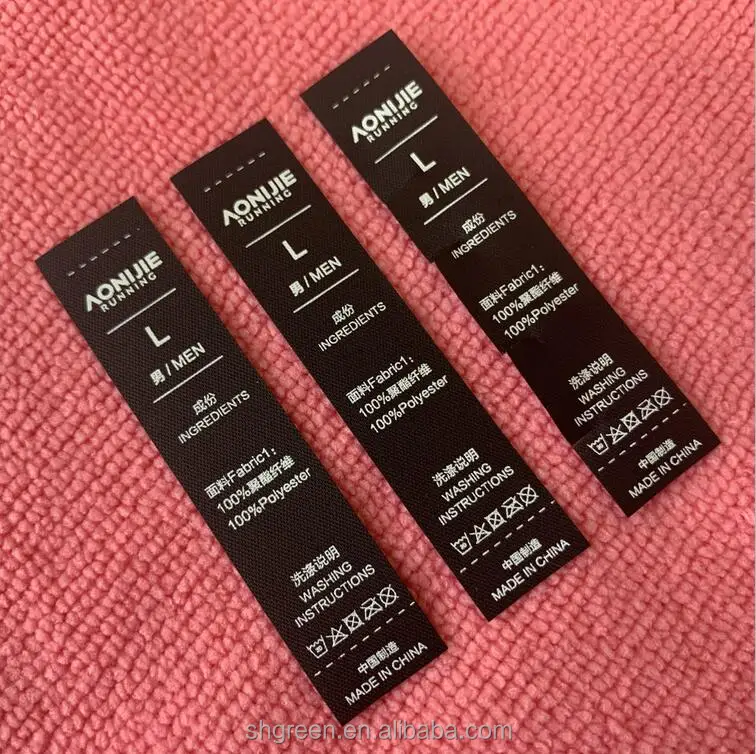 AONIJIE
RUNNING
L
男/MEN
成份
INGREDIENTS
面料Fabric1:
100%聚酯纤维
100%Polyester
洗涤说明
WASHING
INSTRUCTIONS
中国制造
MADE IN CHINA
AONIJIE
RUNNING
L
男/MEN
成份
INGREDIENTS
面料Fabric1:
100%聚酯纤维
100%Polyester
洗涤说明
WASHING
INSTRUCTIONS
中国制造
MADE IN CHINA
AONIJIE
RUNNING
L
男/MEN
成份
INGREDIENTS
面料Fabric1:
100%聚酯纤维
100%Polyester
洗涤说明
WASHING
INSTRUCTIONS
中国制造
MADE IN CHINA
shgreen.en.alibaba.com